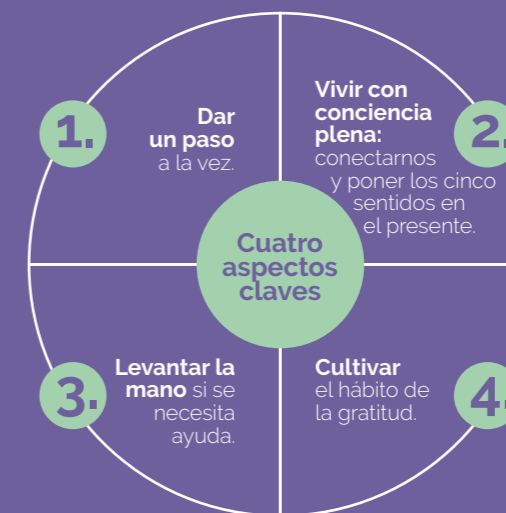 1.
Dar
un paso
a la vez.
Vivir con
conciencia
plena:
conectarnos
y poner los cinco
sentidos en
el presente.
2.
Cuatro
aspectos
claves
3.
Levantar la
mano si se
necesita
ayuda.
Cultivar
el hábito de
la gratitud.
4.